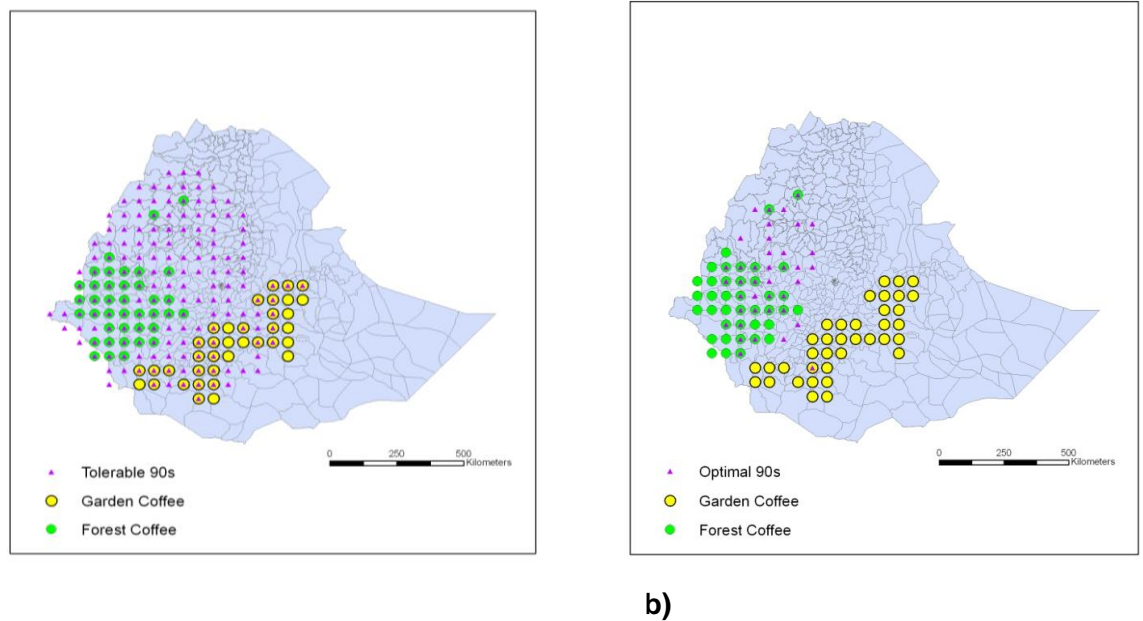 0 250 500
Kilometers
Tolerable 90s
Garden Coffee
Forest Coffee
0 250 500
Kilometers
Optimal 90s
Garden Coffee
Forest Coffee
b)